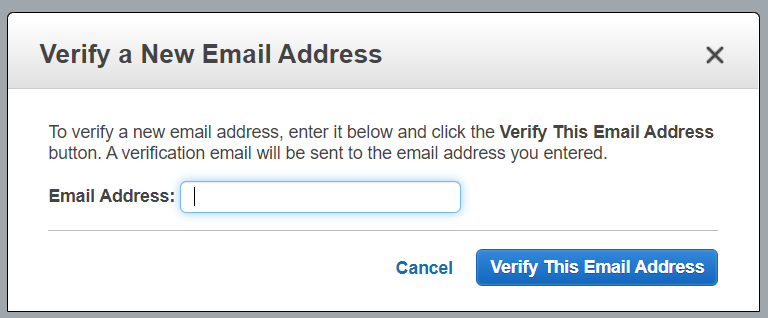 Verify a New Email Address
To verify a new email address, enter it below and click the Verify This Email Address
button. A verification email will be sent to the email address you entered.
Email Address:
Cancel
Verify This Email Address